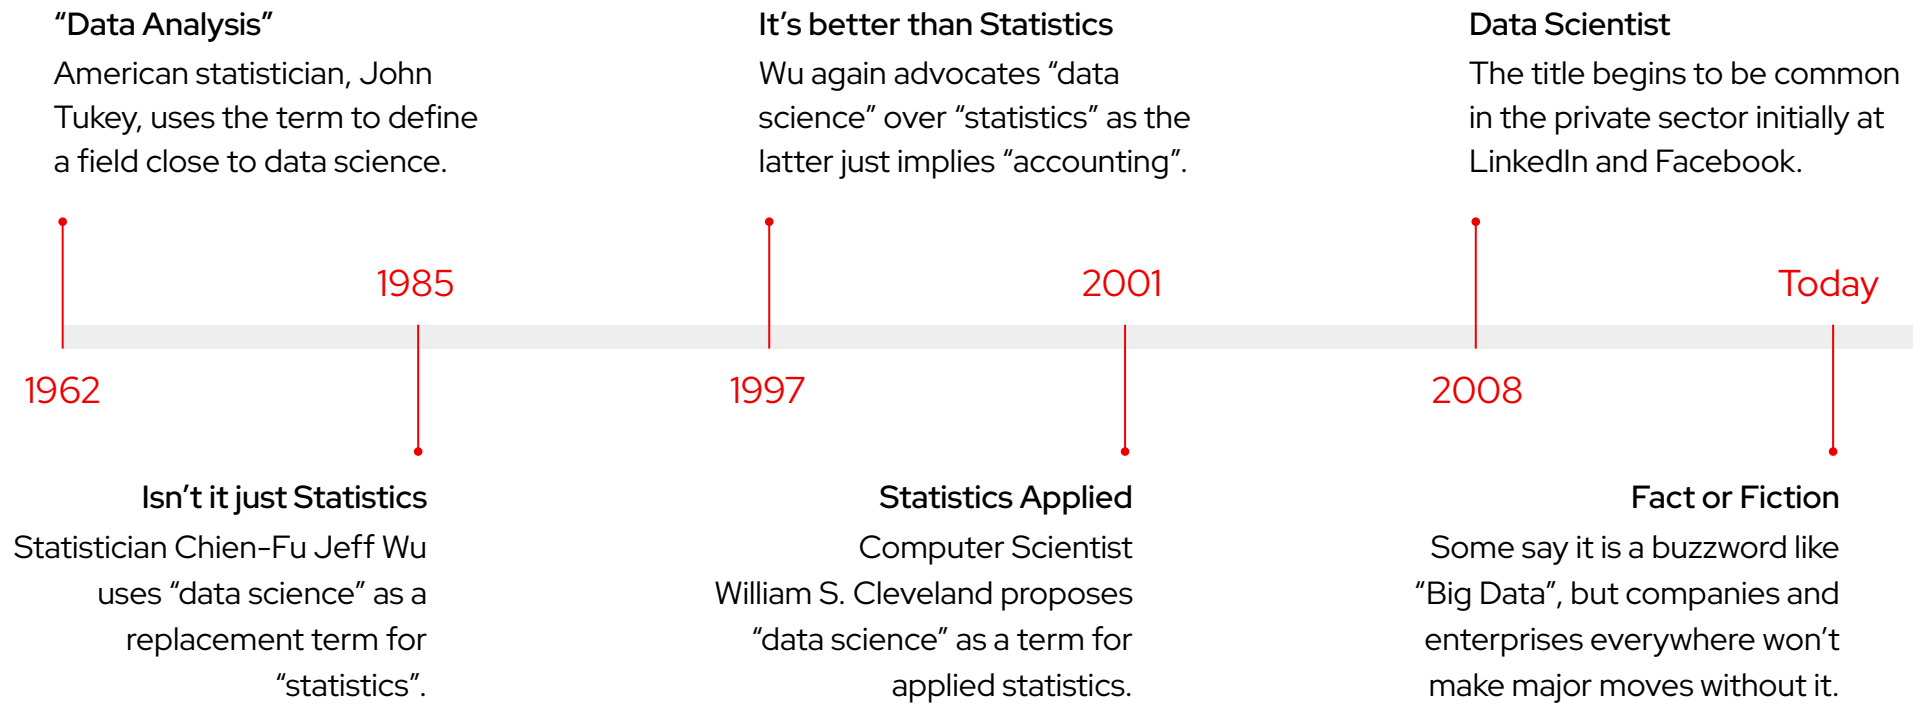 “Data Analysis”
American statistician, John
Tukey, uses the term to define
a field close to data science.
1962
1985
Isn’t it just Statistics
Statistician Chien-Fu Jeff Wu
uses “data science” as a
replacement term for
“statistics”.
It’s better than Statistics
Wu again advocates “data
science” over “statistics” as the
latter just implies “accounting”.
1997
2001
Statistics Applied
Computer Scientist
William S. Cleveland proposes
“data science” as a term for
applied statistics.
Data Scientist
The title begins to be common
in the private sector initially at
LinkedIn and Facebook.
2008
Today
Fact or Fiction
Some say it is a buzzword like
“Big Data”, but companies and
enterprises everywhere won’t
make major moves without it.